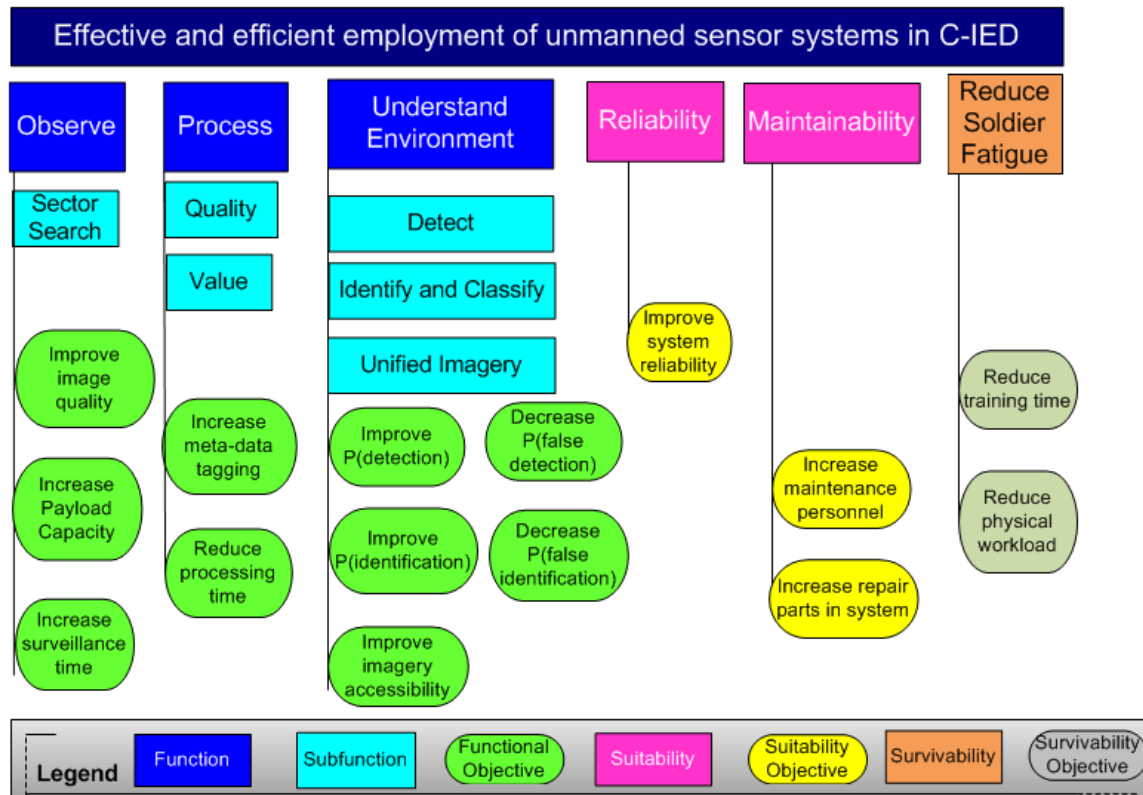 Effective and efficient employment of unmanned sensor systems in C-IED
Observe
Sector
Search
Improve
image
quality
Increase
Payload
Capacity
Increase
surveillance
time
Process
Quality
Value
Increase
meta-data
tagging
Reduce
processing
time
Understand
Environment
Detect
Identify and Classify
Unified Imagery
Improve
P(detection)
Decrease
P(false
detection)
Improve
P(identification)
Decrease
P(false
identification)
Improve
imagery
accessibility
Reliability
Improve
system
reliability
Maintainability
Increase
maintenance
personnel
Increase repair
parts in system
Reduce
Soldier
Fatigue
Reduce
training time
Reduce
physical
workload
Legend
Function
Subfunction
Functional
Objective
Suitability
Suitability
Objective
Survivability
Survivability
Objective